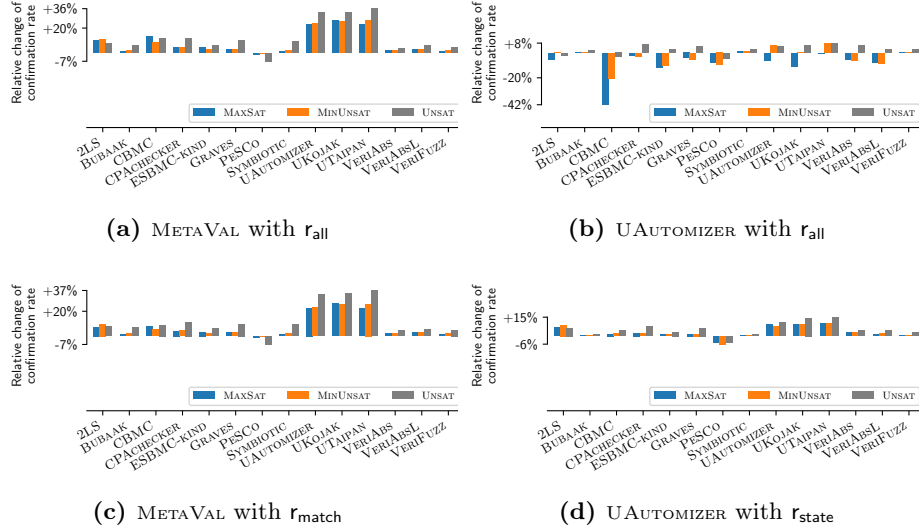 Relative change of
confirmation rate
+36%
+20%
-7%
MaxSat
MinUnsat
Unsat
2LS
Bubaak
CBMC
CPAchecker
ESBMC-kind
Graves
PeSCo
Symbiotic
UAutomizer
UKojak
UTaipan
VeriAbs
VeriAbsL
VeriFuzz
(a) MetaVal with r_all
Relative change of
confirmation rate
+8%
-20%
-42%
MaxSat
MinUnsat
Unsat
2LS
Bubaak
CBMC
CPAchecker
ESBMC-kind
Graves
PeSCo
Symbiotic
UAutomizer
UKojak
UTaipan
VeriAbs
VeriAbsL
VeriFuzz
(b) UAutomizer with r_all
Relative change of
confirmation rate
+37%
+20%
-7%
MaxSat
MinUnsat
Unsat
2LS
Bubaak
CBMC
CPAchecker
ESBMC-kind
Graves
PeSCo
Symbiotic
UAutomizer
UKojak
UTaipan
VeriAbs
VeriAbsL
VeriFuzz
(c) MetaVal with r_match
Relative change of
confirmation rate
+15%
-6%
MaxSat
MinUnsat
Unsat
2LS
Bubaak
CBMC
CPAchecker
ESBMC-kind
Graves
PeSCo
Symbiotic
UAutomizer
UKojak
UTaipan
VeriAbs
VeriAbsL
VeriFuzz
(d) UAutomizer with r_state